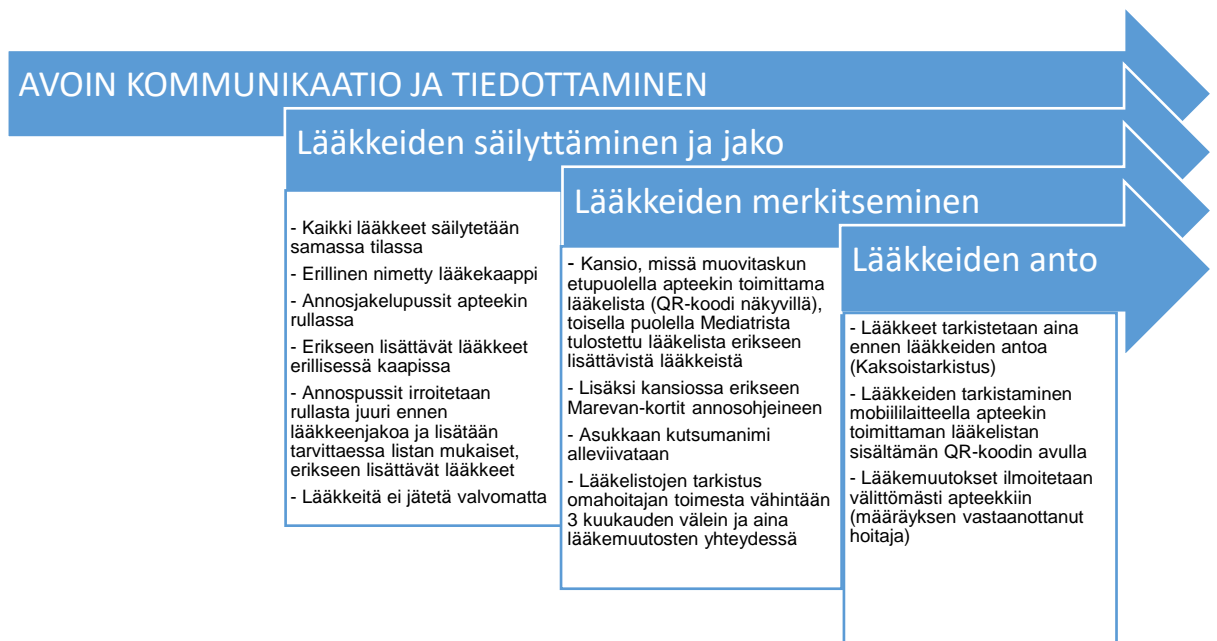 AVOIN KOMMUNIKAATIO JA TIEDOTTAMINEN
Lääkkeiden säilyttäminen ja jako
- Kaikki lääkkeet säilytetään
samassa tilassa
- Erillinen nimetty lääkekaappi
- Annosjakelupussit apteekin
rullassa
- Erikseen lisättävät lääkkeet
erillisessä kaapissa
- Annospussit irroitetaan
rullasta juuri ennen
lääkkeenjakoa ja lisätään
tarvittaessa listan mukaiset,
erikseen lisättävät lääkkeet
- Lääkkeitä ei jätetä valvomatta
Lääkkeiden merkitseminen
- Kansio, missä muovitaskun
etupuolella apteekin toimittama
lääkelista (QR-koodi näkyvillä),
toisella puolella Mediatrista
tulostettu lääkelista erikseen
lisättävistä lääkkeistä
- Lisäksi kansiossa erikseen
Marevan-kortit annosohjeineen
- Asukkaan kutsumanimi
alleviivataan
- Lääkelistojen tarkistus
omahoitajan toimesta vähintään
3 kuukauden välein ja aina
lääkemuutosten yhteydessä
Lääkkeiden anto
- Lääkkeet tarkistetaan aina
ennen lääkkeiden antoa
(Kaksoistarkistus)
- Lääkkeiden tarkistaminen
mobiililaitteella apteekin
toimittaman lääkelistan
sisältämän QR-koodin avulla
- Lääkemuutokset ilmoitetaan
välittömästi apteekkiin
(määräyksen vastaanottanut
hoitaja)